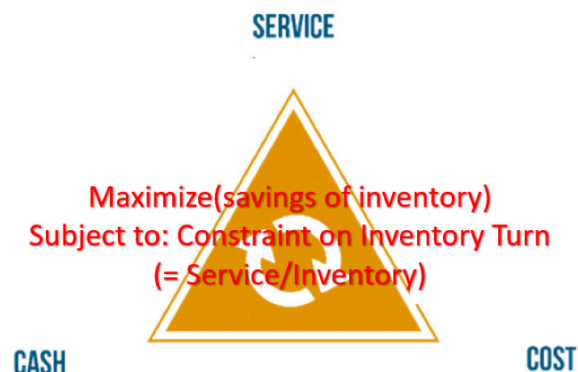 SERVICE
Maximize(savings of inventory)
Subject to: Constraint on Inventory Turn
(= Service/Inventory)
CASH
COST